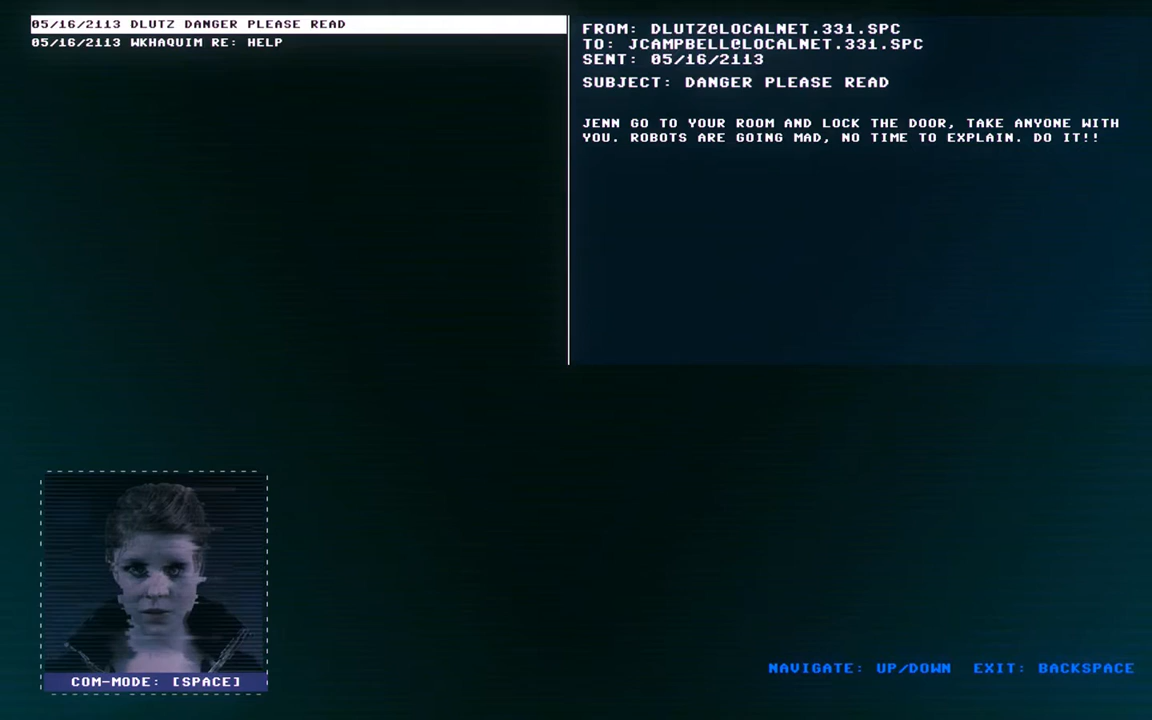 05/16/2113 DLUTZ DANGER PLEASE READ
05/16/2113 WKHAQUIM RE: HELP
FROM: DLUTZ@LOCALNET.331.SPC
TO: JCAMPBELL@LOCALNET.331.SPC
SENT: 05/16/2113
SUBJECT: DANGER PLEASE READ
JENN GO TO YOUR ROOM AND LOCK THE DOOR, TAKE ANYONE WITH
YOU. ROBOTS ARE GOING MAD, NO TIME TO EXPLAIN. DO IT!!
COM-MODE: [SPACE]
NAVIGATE: UP/DOWN EXIT: BACKSPACE